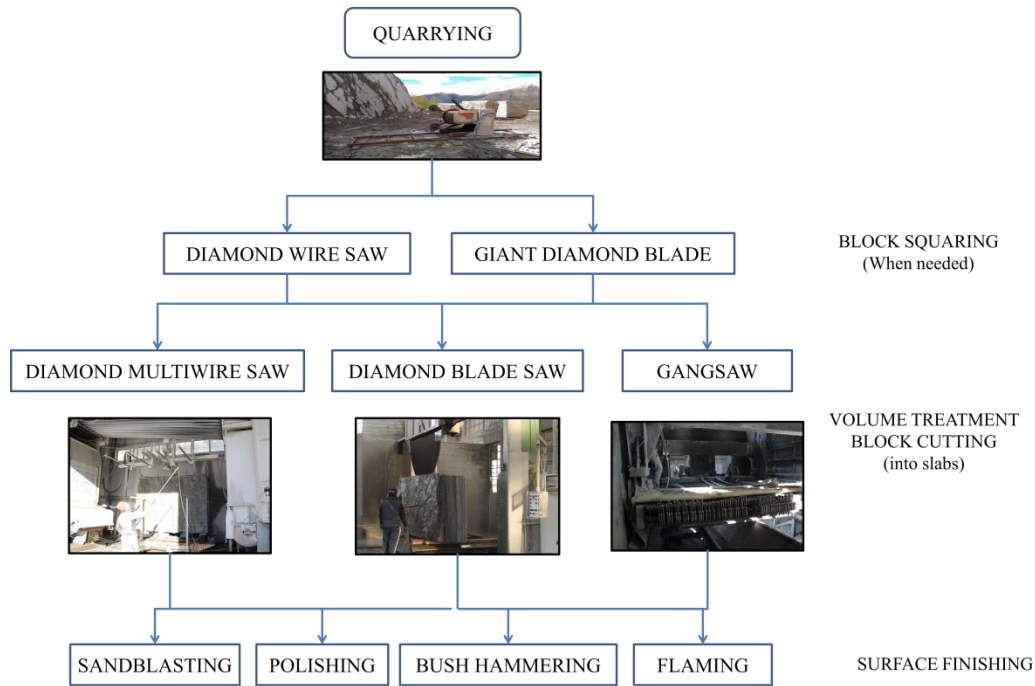 QUARRYING
DIAMOND WIRE SAW
GIANT DIAMOND BLADE
BLOCK SQUARING
(When needed)
DIAMOND MULTIWIRE SAW
DIAMOND BLADE SAW
GANGSAW
VOLUME TREATMENT
BLOCK CUTTING
(into slabs)
SANDBLASTING
POLISHING
BUSH HAMMERING
FLAMING
SURFACE FINISHING